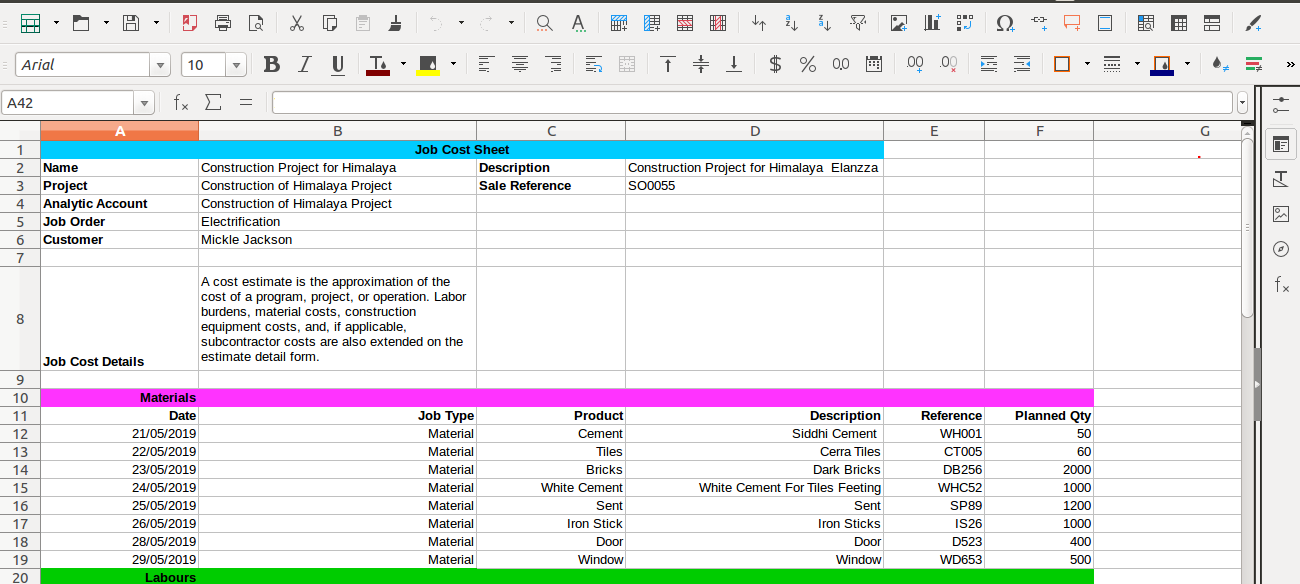 Arial 10
A42
A B C D E F G
1 Job Cost Sheet
2 Name Construction Project for Himalaya Description Construction Project for Himalaya Elanzza
3 Project Construction of Himalaya Project Sale Reference SO0055
4 Analytic Account Construction of Himalaya Project
5 Job Order Electrification
6 Customer Mickle Jackson
7
A cost estimate is the approximation of the
cost of a program, project, or operation. Labor
burdens, material costs, construction
8 equipment costs, and, if applicable,
subcontractor costs are also extended on the
Job Cost Details estimate detail form.
9
10 Materials
11 Date Job Type Product Description Reference Planned Qty
12 21/05/2019 Material Cement Siddhi Cement WH001 50
13 22/05/2019 Material Tiles Cerra Tiles CT005 60
14 23/05/2019 Material Bricks Dark Bricks DB256 2000
15 24/05/2019 Material White Cement White Cement For Tiles Feeting WHC52 1000
16 25/05/2019 Material Sent Sent SP89 1200
17 26/05/2019 Material Iron Stick Iron Sticks IS26 1000
18 28/05/2019 Material Door Door D523 400
19 29/05/2019 Material Window Window WD653 500
20 Labours